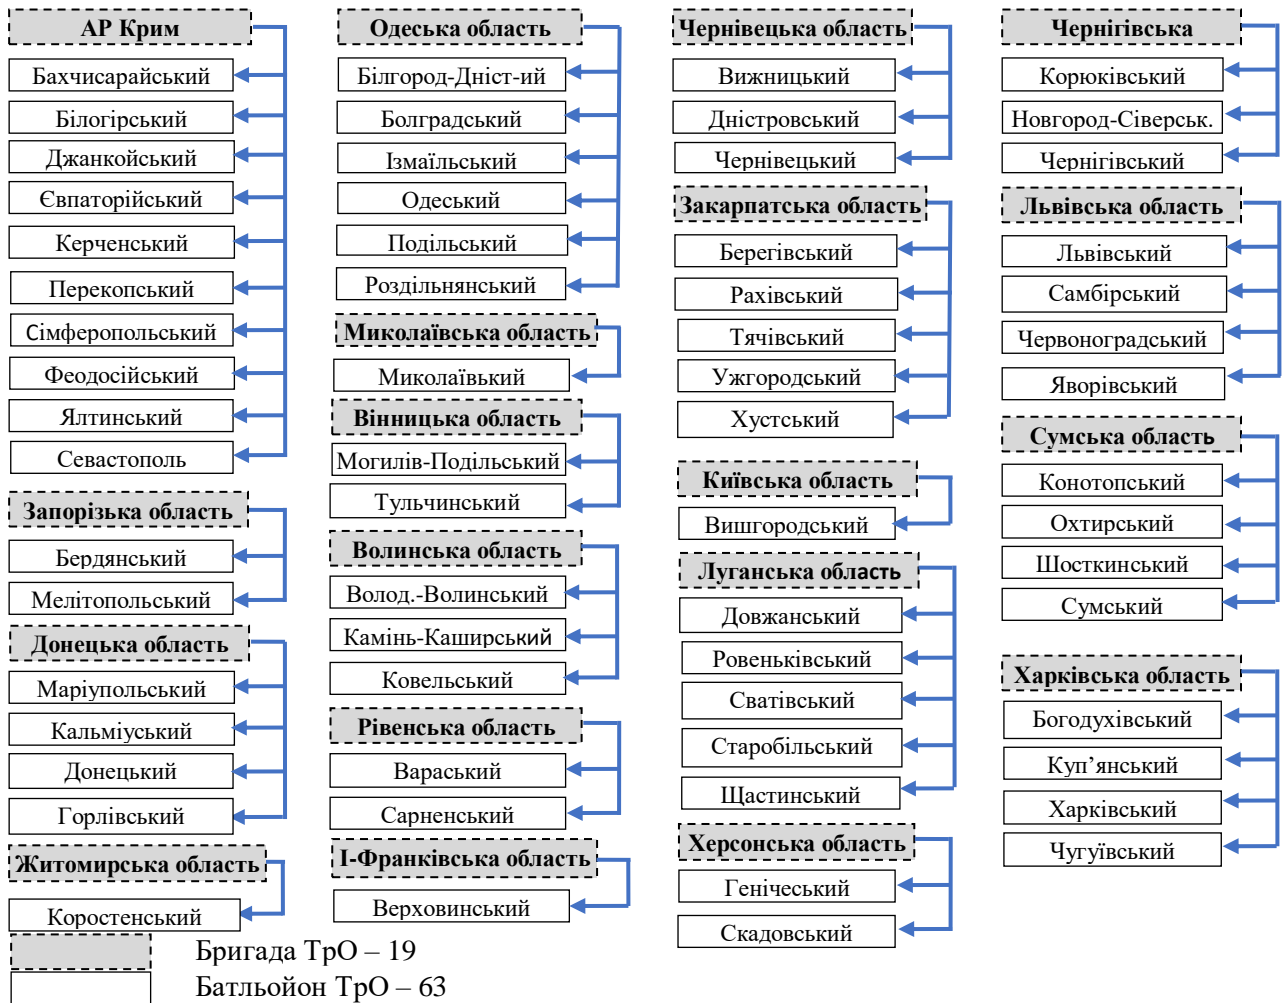 АР Крим
Бахчисарайський
Білогірський
Джанкойський
Євпаторійський
Керченський
Перекопський
Сімферопольський
Феодосійський
Ялтинський
Севастополь
Запорізька область
Бердянський
Мелітопольський
Донецька область
Маріупольський
Кальміуський
Донецький
Горлівський
Житомирська область
Коростенський
Одеська область
Білгород-Дніст-ий
Болградський
Ізмаїльський
Одеський
Подільський
Роздільнянський
Миколаївська область
Миколаївький
Вінницька область
Могилів-Подільський
Тульчинський
Волинська область
Волод.-Волинський
Камінь-Каширський
Ковельський
Рівенська область
Вараський
Сарненський
І-Франківська область
Верховинський
Чернівецька область
Вижницький
Дністровський
Чернівецький
Закарпатська область
Берегівський
Рахівський
Тячівський
Ужгородський
Хустський
Київська область
Вишгородський
Луганська область
Довжанський
Ровеньківський
Сватівський
Старобільський
Щастинський
Херсонська область
Генічеський
Скадовський
Чернігівська
Корюківський
Новгород-Сіверськ.
Чернігівський
Львівська область
Львівський
Самбірський
Червоноградський
Яворівський
Сумська область
Конотопський
Охтирський
Шосткинський
Сумський
Харківська область
Богодухівський
Куп’янський
Харківський
Чугуївський
Бригада ТрО – 19
Батльойон ТрО – 63